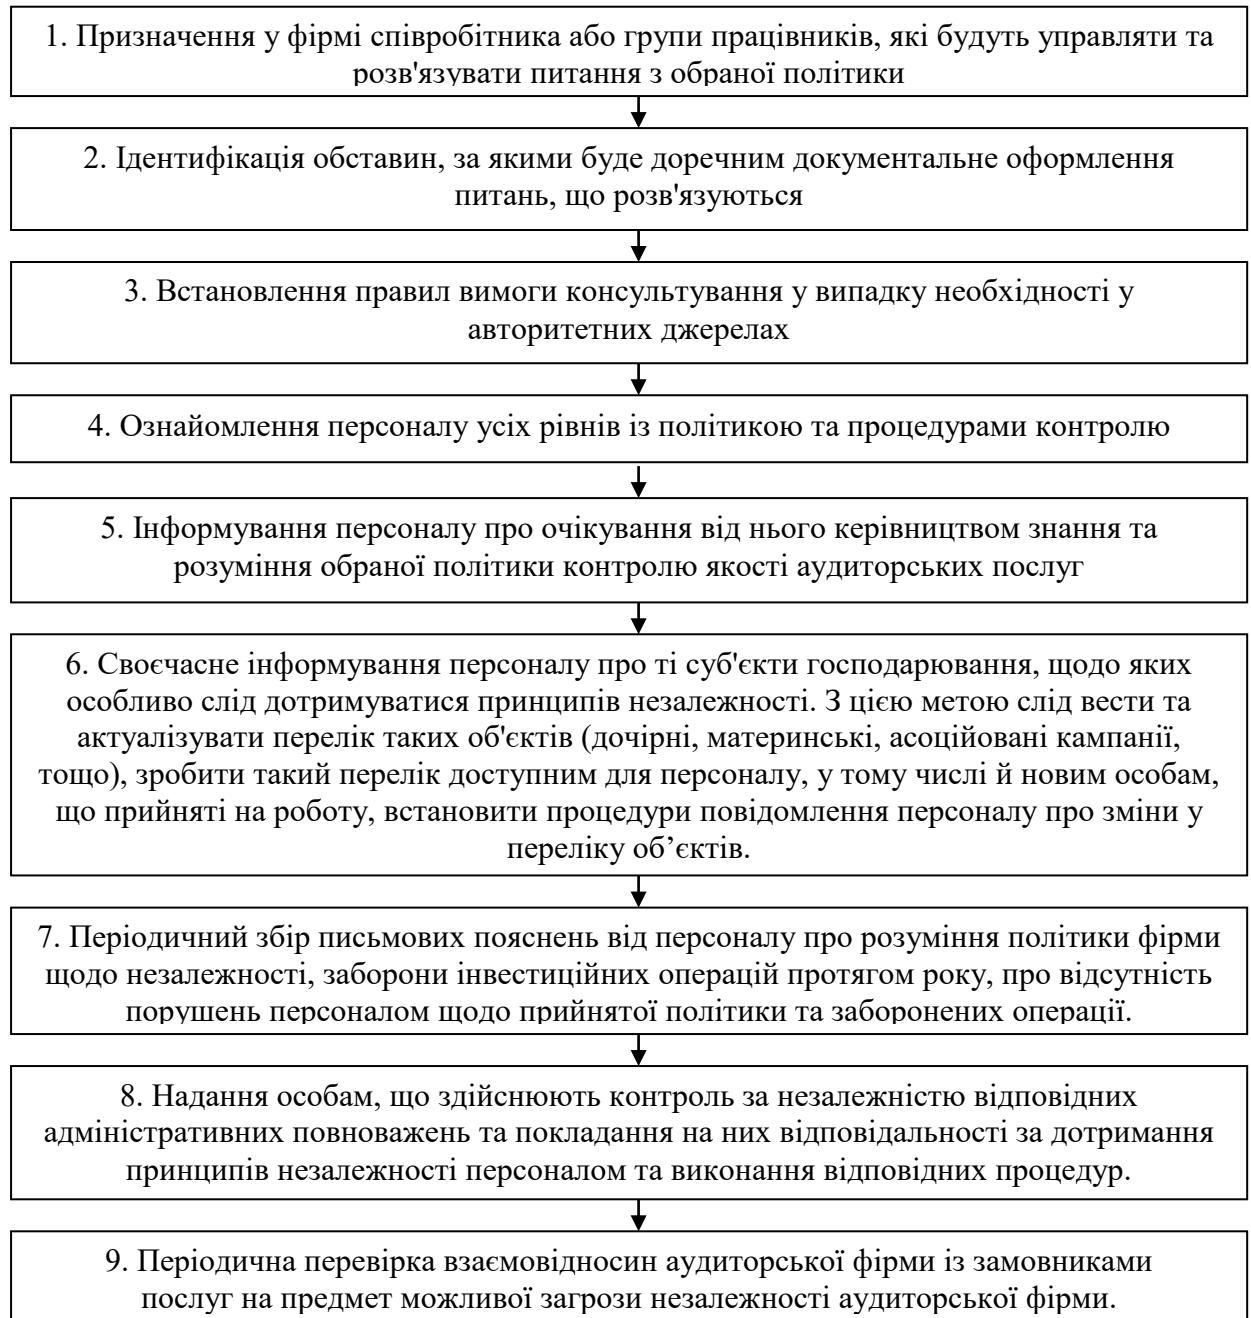 1. Призначення у фірмі співробітника або групи працівників, які будуть управляти та
розв'язувати питання з обраної політики
2. Ідентифікація обставин, за якими буде доречним документальне оформлення
питань, що розв'язуються
3. Встановлення правил вимоги консультування у випадку необхідності у
авторитетних джерелах
4. Ознайомлення персоналу усіх рівнів із політикою та процедурами контролю
5. Інформування персоналу про очікування від нього керівництвом знання та
розуміння обраної політики контролю якості аудиторських послуг
6. Своєчасне інформування персоналу про ті суб'єкти господарювання, щодо яких
особливо слід дотримуватися принципів незалежності. З цією метою слід вести та
актуалізувати перелік таких об'єктів (дочірні, материнські, асоційовані кампанії,
тощо), зробити такий перелік доступним для персоналу, у тому числі й новим особам,
що прийняті на роботу, встановити процедури повідомлення персоналу про зміни у
переліку об’єктів.
7. Періодичний збір письмових пояснень від персоналу про розуміння політики фірми
щодо незалежності, заборони інвестиційних операцій протягом року, про відсутність
порушень персоналом щодо прийнятої політики та заборонених операції.
8. Надання особам, що здійснюють контроль за незалежністю відповідних
адміністративних повноважень та покладання на них відповідальності за дотримання
принципів незалежності персоналом та виконання відповідних процедур.
9. Періодична перевірка взаємовідносин аудиторської фірми із замовниками
послуг на предмет можливої загрози незалежності аудиторської фірми.